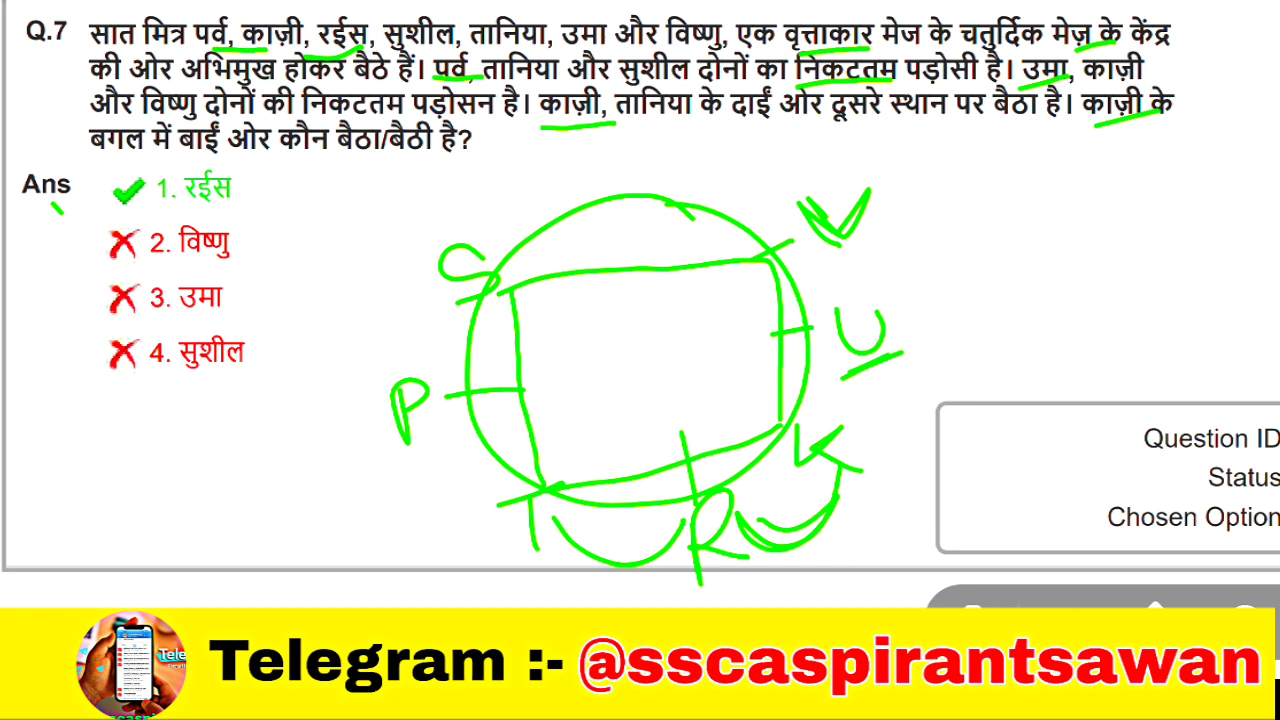 Q.7 सात मित्र पर्व, काज़ी, रईस, सुशील, तानिया, उमा और विष्णु, एक वृत्ताकार मेज के चतुर्दिक मेज़ के केंद्र
की ओर अभिमुख होकर बैठे हैं। पर्व, तानिया और सुशील दोनों का निकटतम पड़ोसी है। उमा, काज़ी
और विष्णु दोनों की निकटतम पड़ोसन है। काज़ी, तानिया के दाईं ओर दूसरे स्थान पर बैठा है। काज़ी के
बगल में बाईं ओर कौन बैठा/बैठी है?
Ans 1. रईस
2. विष्णु
3. उमा
4. सुशील
S
V
U
P
K
T
R
Question ID
Status
Chosen Option
Telegram :- @sscaspirantsawan